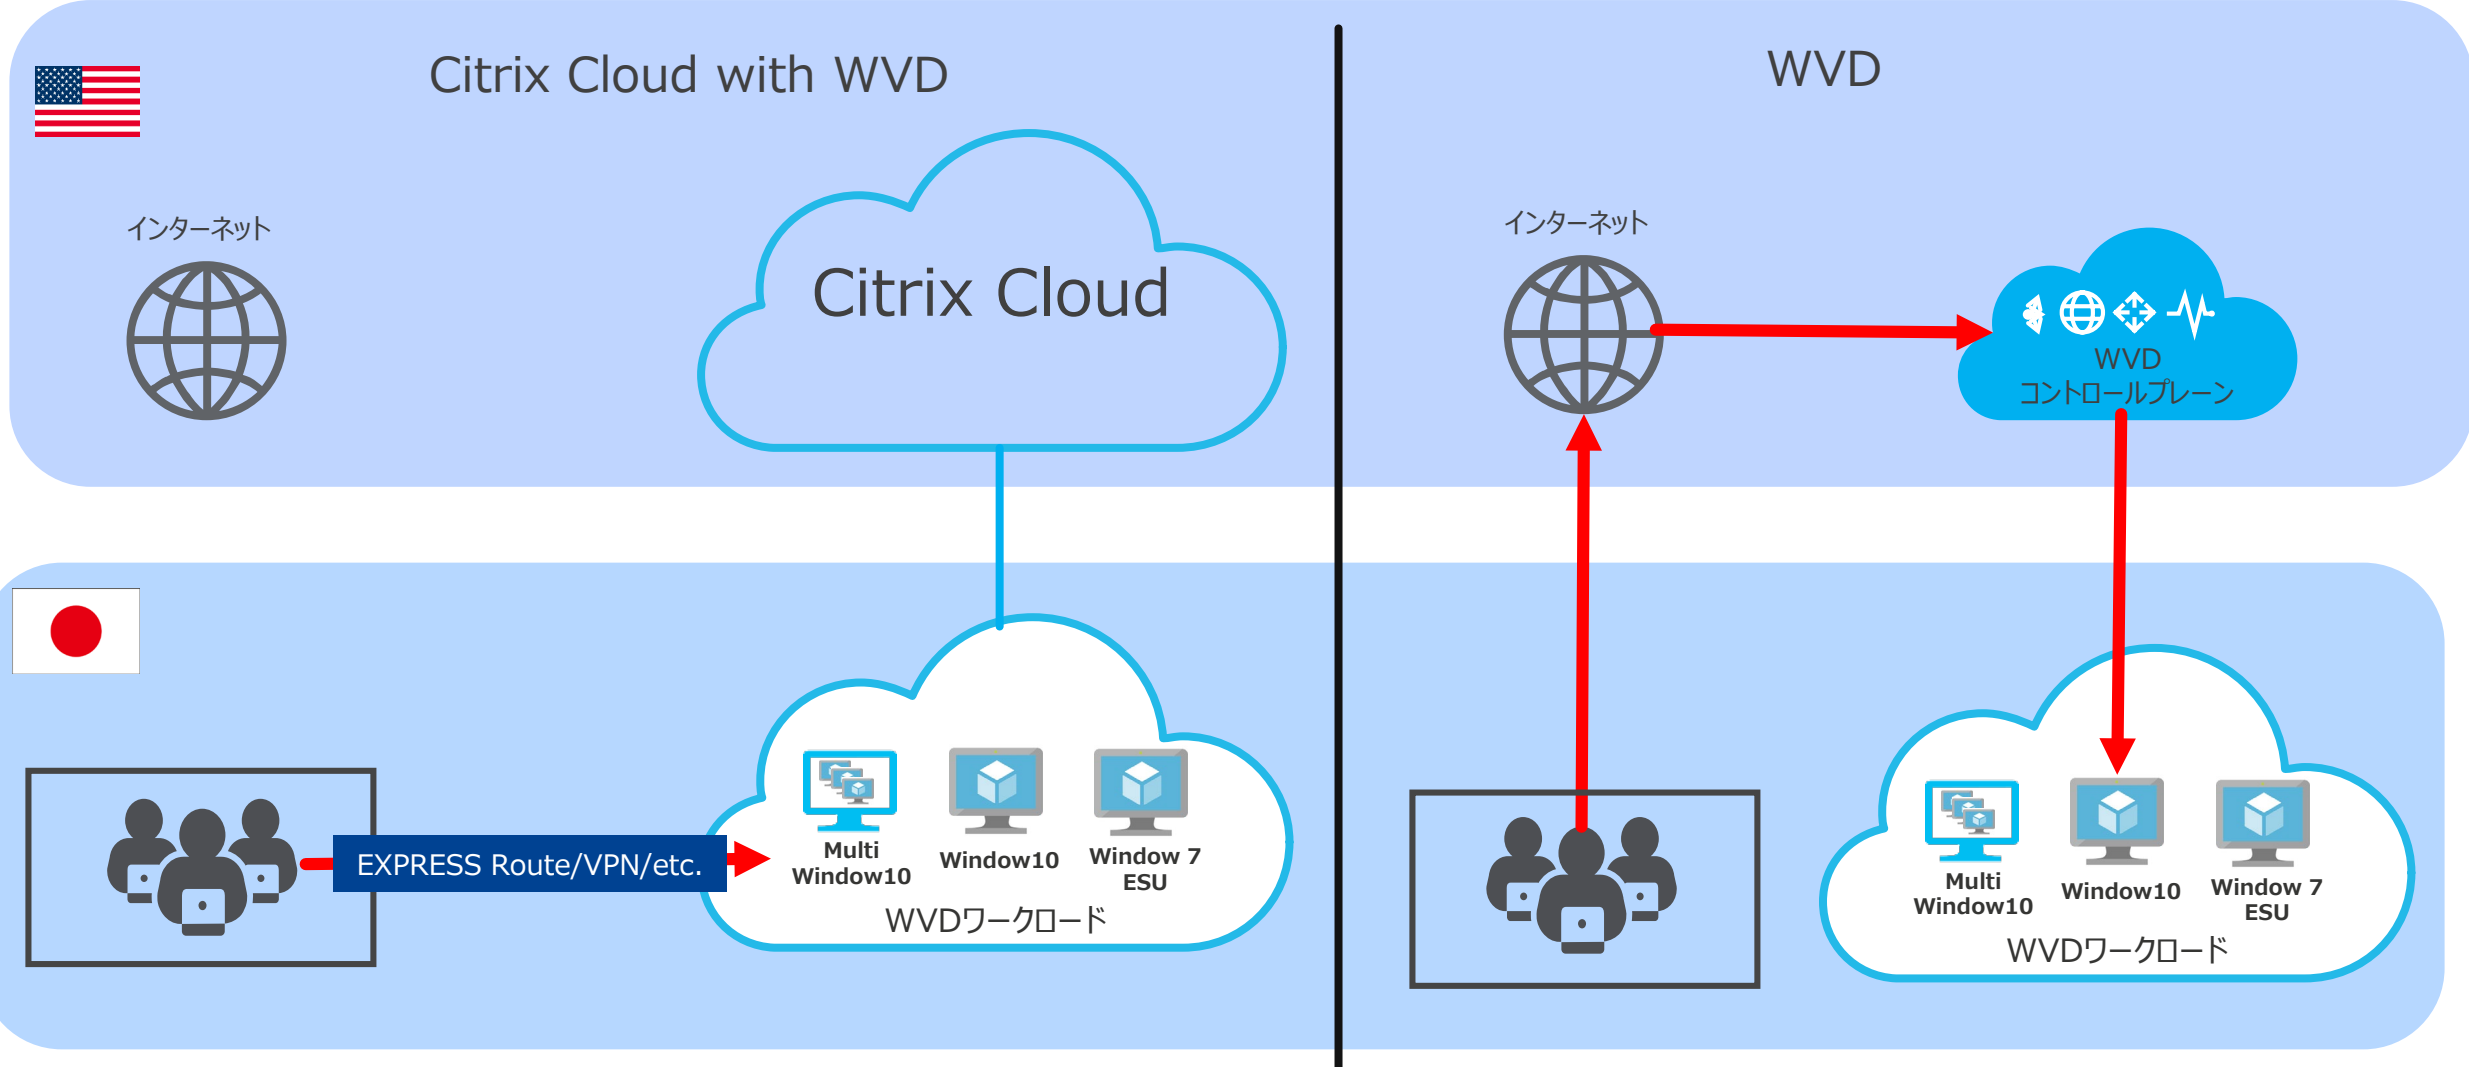 Citrix Cloud with WVD
インターネット
Citrix Cloud
EXPRESS Route/VPN/etc.
Multi
Window10
Window10
Window 7
ESU
WVDワークロード
WVD
インターネット
WVD
コントロールプレーン
Multi
Window10
Window10
Window 7
ESU
WVDワークロード